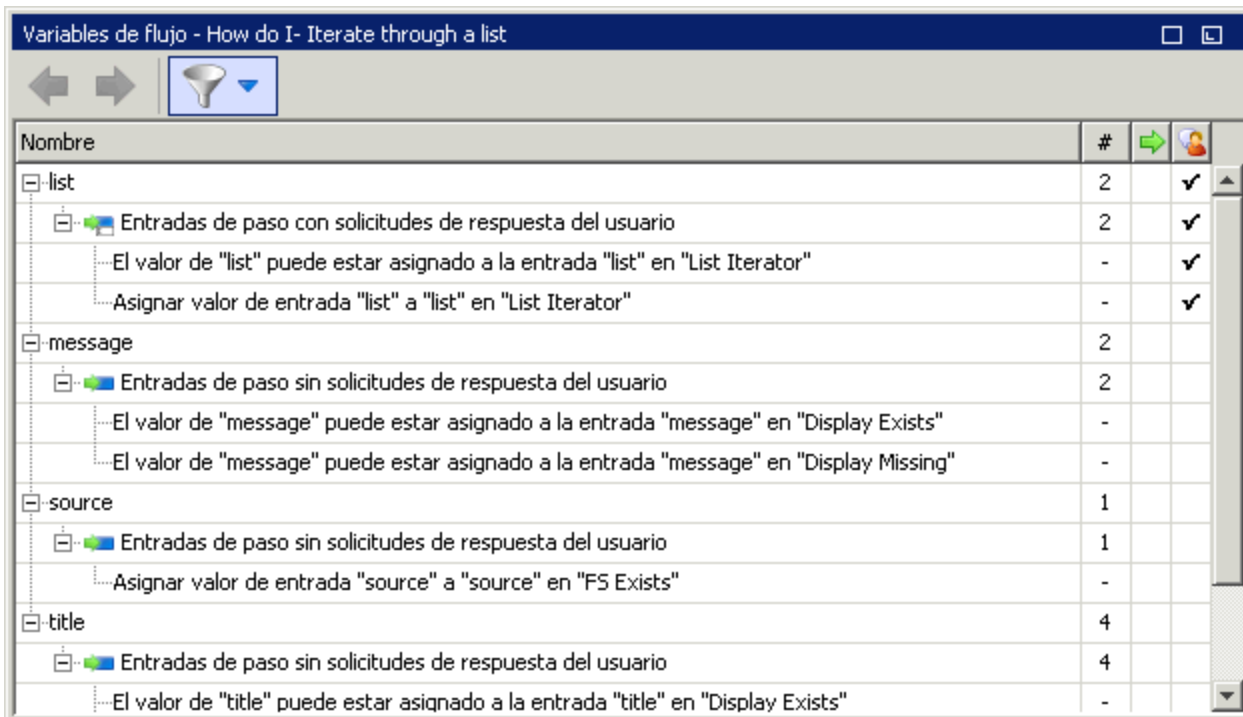 Variables de flujo - How do I- Iterate through a list
Nombre #
list 2
Entradas de paso con solicitudes de respuesta del usuario 2
El valor de "list" puede estar asignado a la entrada "list" en "List Iterator" -
Asignar valor de entrada "list" a "list" en "List Iterator" -
message 2
Entradas de paso sin solicitudes de respuesta del usuario 2
El valor de "message" puede estar asignado a la entrada "message" en "Display Exists" -
El valor de "message" puede estar asignado a la entrada "message" en "Display Missing" -
source 1
Entradas de paso sin solicitudes de respuesta del usuario 1
Asignar valor de entrada "source" a "source" en "FS Exists" -
title 4
Entradas de paso sin solicitudes de respuesta del usuario 4
El valor de "title" puede estar asignado a la entrada "title" en "Display Exists" -